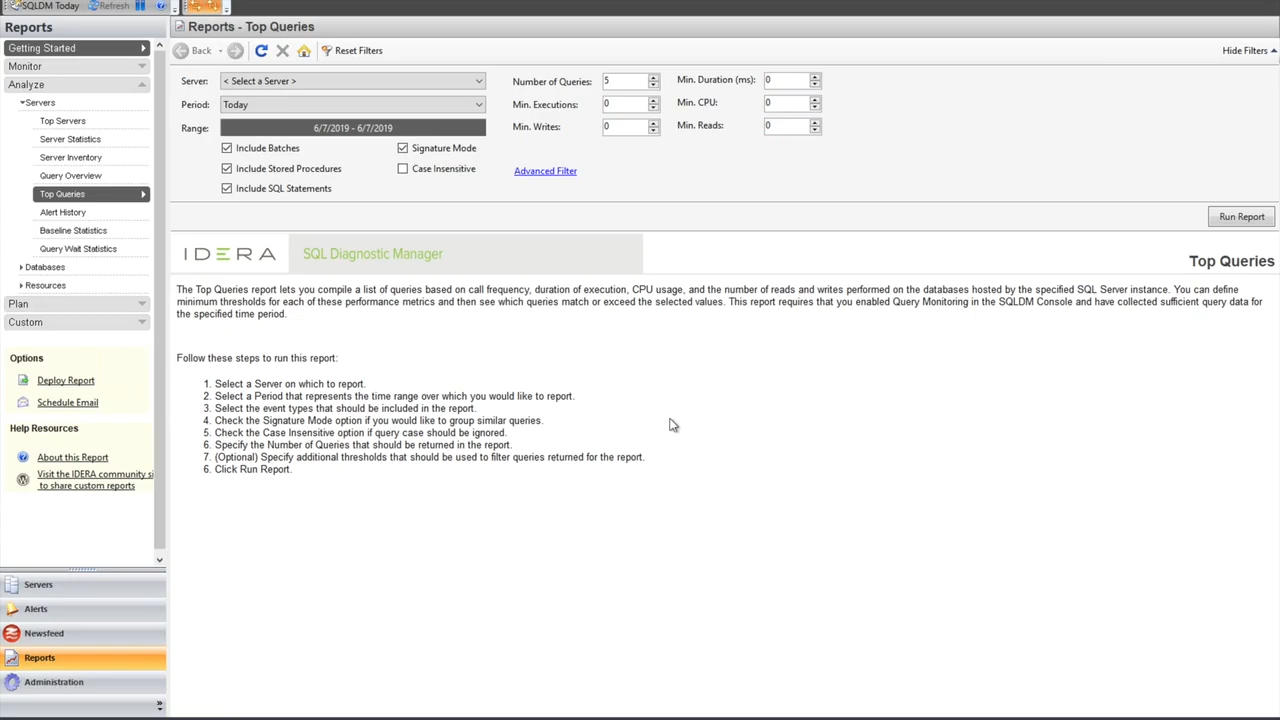 SQLDM Today Refresh
Reports
Getting Started
Monitor
Analyze
Servers
Top Servers
Server Statistics
Server Inventory
Query Overview
Top Queries
Alert History
Baseline Statistics
Query Wait Statistics
Databases
Resources
Plan
Custom
Options
Deploy Report
Schedule Email
Help Resources
About this Report
Visit the IDERA community si
to share custom reports
Servers
Alerts
Newsfeed
Reports
Administration
Reports - Top Queries
Back Reset Filters Hide Filters
Server: < Select a Server > Number of Queries: 5 Min. Duration (ms): 0
Period: Today Min. Executions: 0 Min. CPU: 0
Range: 6/7/2019 - 6/7/2019 Min. Writes: 0 Min. Reads: 0
Include Batches Signature Mode
Include Stored Procedures Case Insensitive Advanced Filter
Include SQL Statements
Run Report
IDERA SQL Diagnostic Manager
Top Queries
The Top Queries report lets you compile a list of queries based on call frequency, duration of execution, CPU usage, and the number of reads and writes performed on the databases hosted by the specified SQL Server instance. You can define
minimum thresholds for each of these performance metrics and then see which queries match or exceed the selected values. This report requires that you enabled Query Monitoring in the SQLDM Console and have collected sufficient query data for
the specified time period.
Follow these steps to run this report:
1. Select a Server on which to report.
2. Select a Period that represents the time range over which you would like to report.
3. Select the event types that should be included in the report.
4. Check the Signature Mode option if you would like to group similar queries.
5. Check the Case Insensitive option if query case should be ignored.
6. Specify the Number of Queries that should be returned in the report.
7. (Optional) Specify additional thresholds that should be used to filter queries returned for the report.
6. Click Run Report.